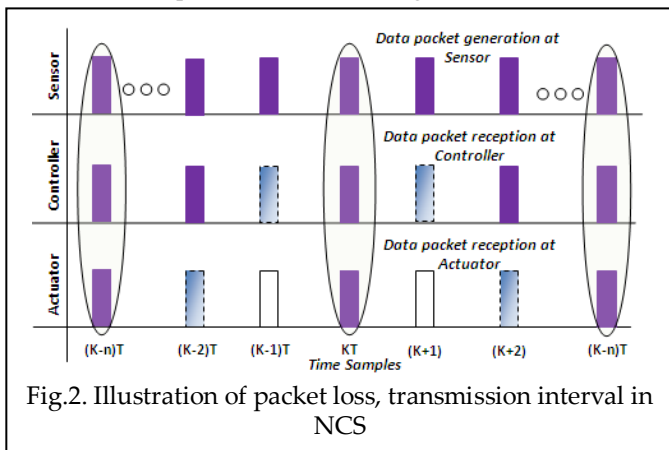 Data packet generation at
Sensor
Sensor
Data packet reception at
Controller
Controller
Data packet reception at
Actuator
Actuator
(K-n)T (K-2)T (K-1)T KT (K+1) (K+2) (K-n)T
Time Samples
Fig.2. Illustration of packet loss, transmission interval in
NCS